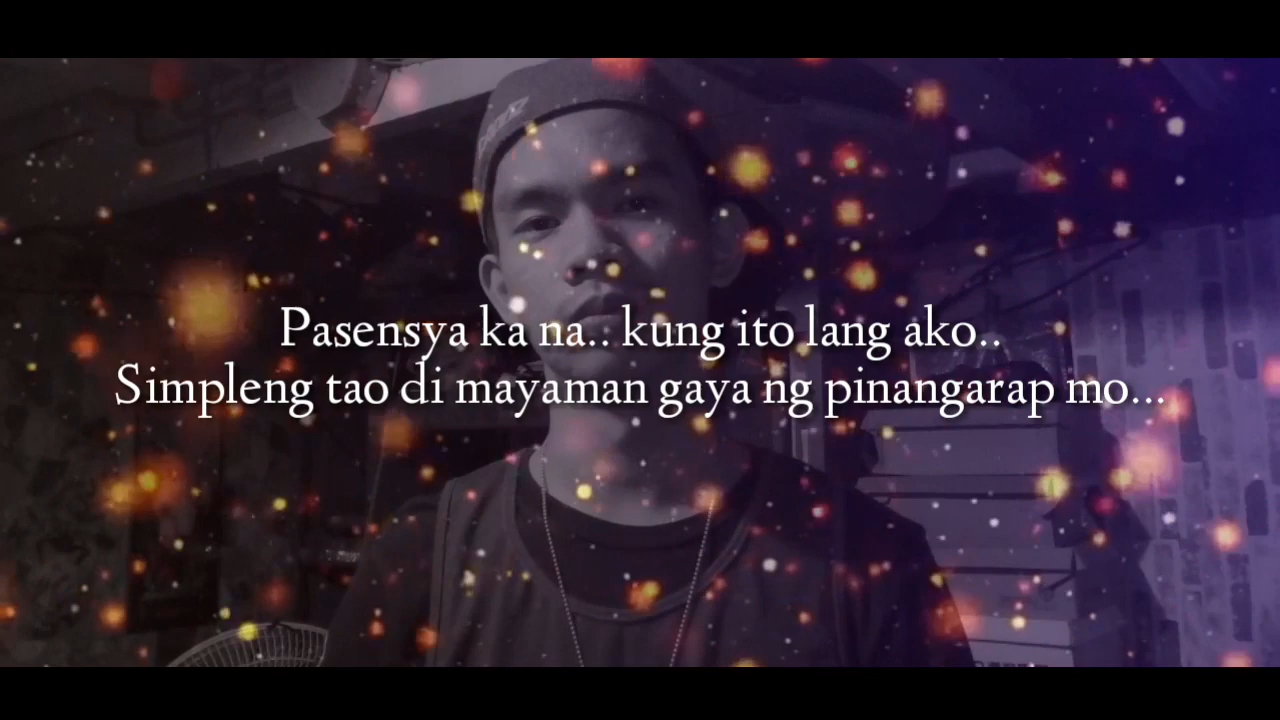 Pasensya ka na.. kung ito lang ako..
Simpleng tao di mayaman gaya ng pinangarap mo...